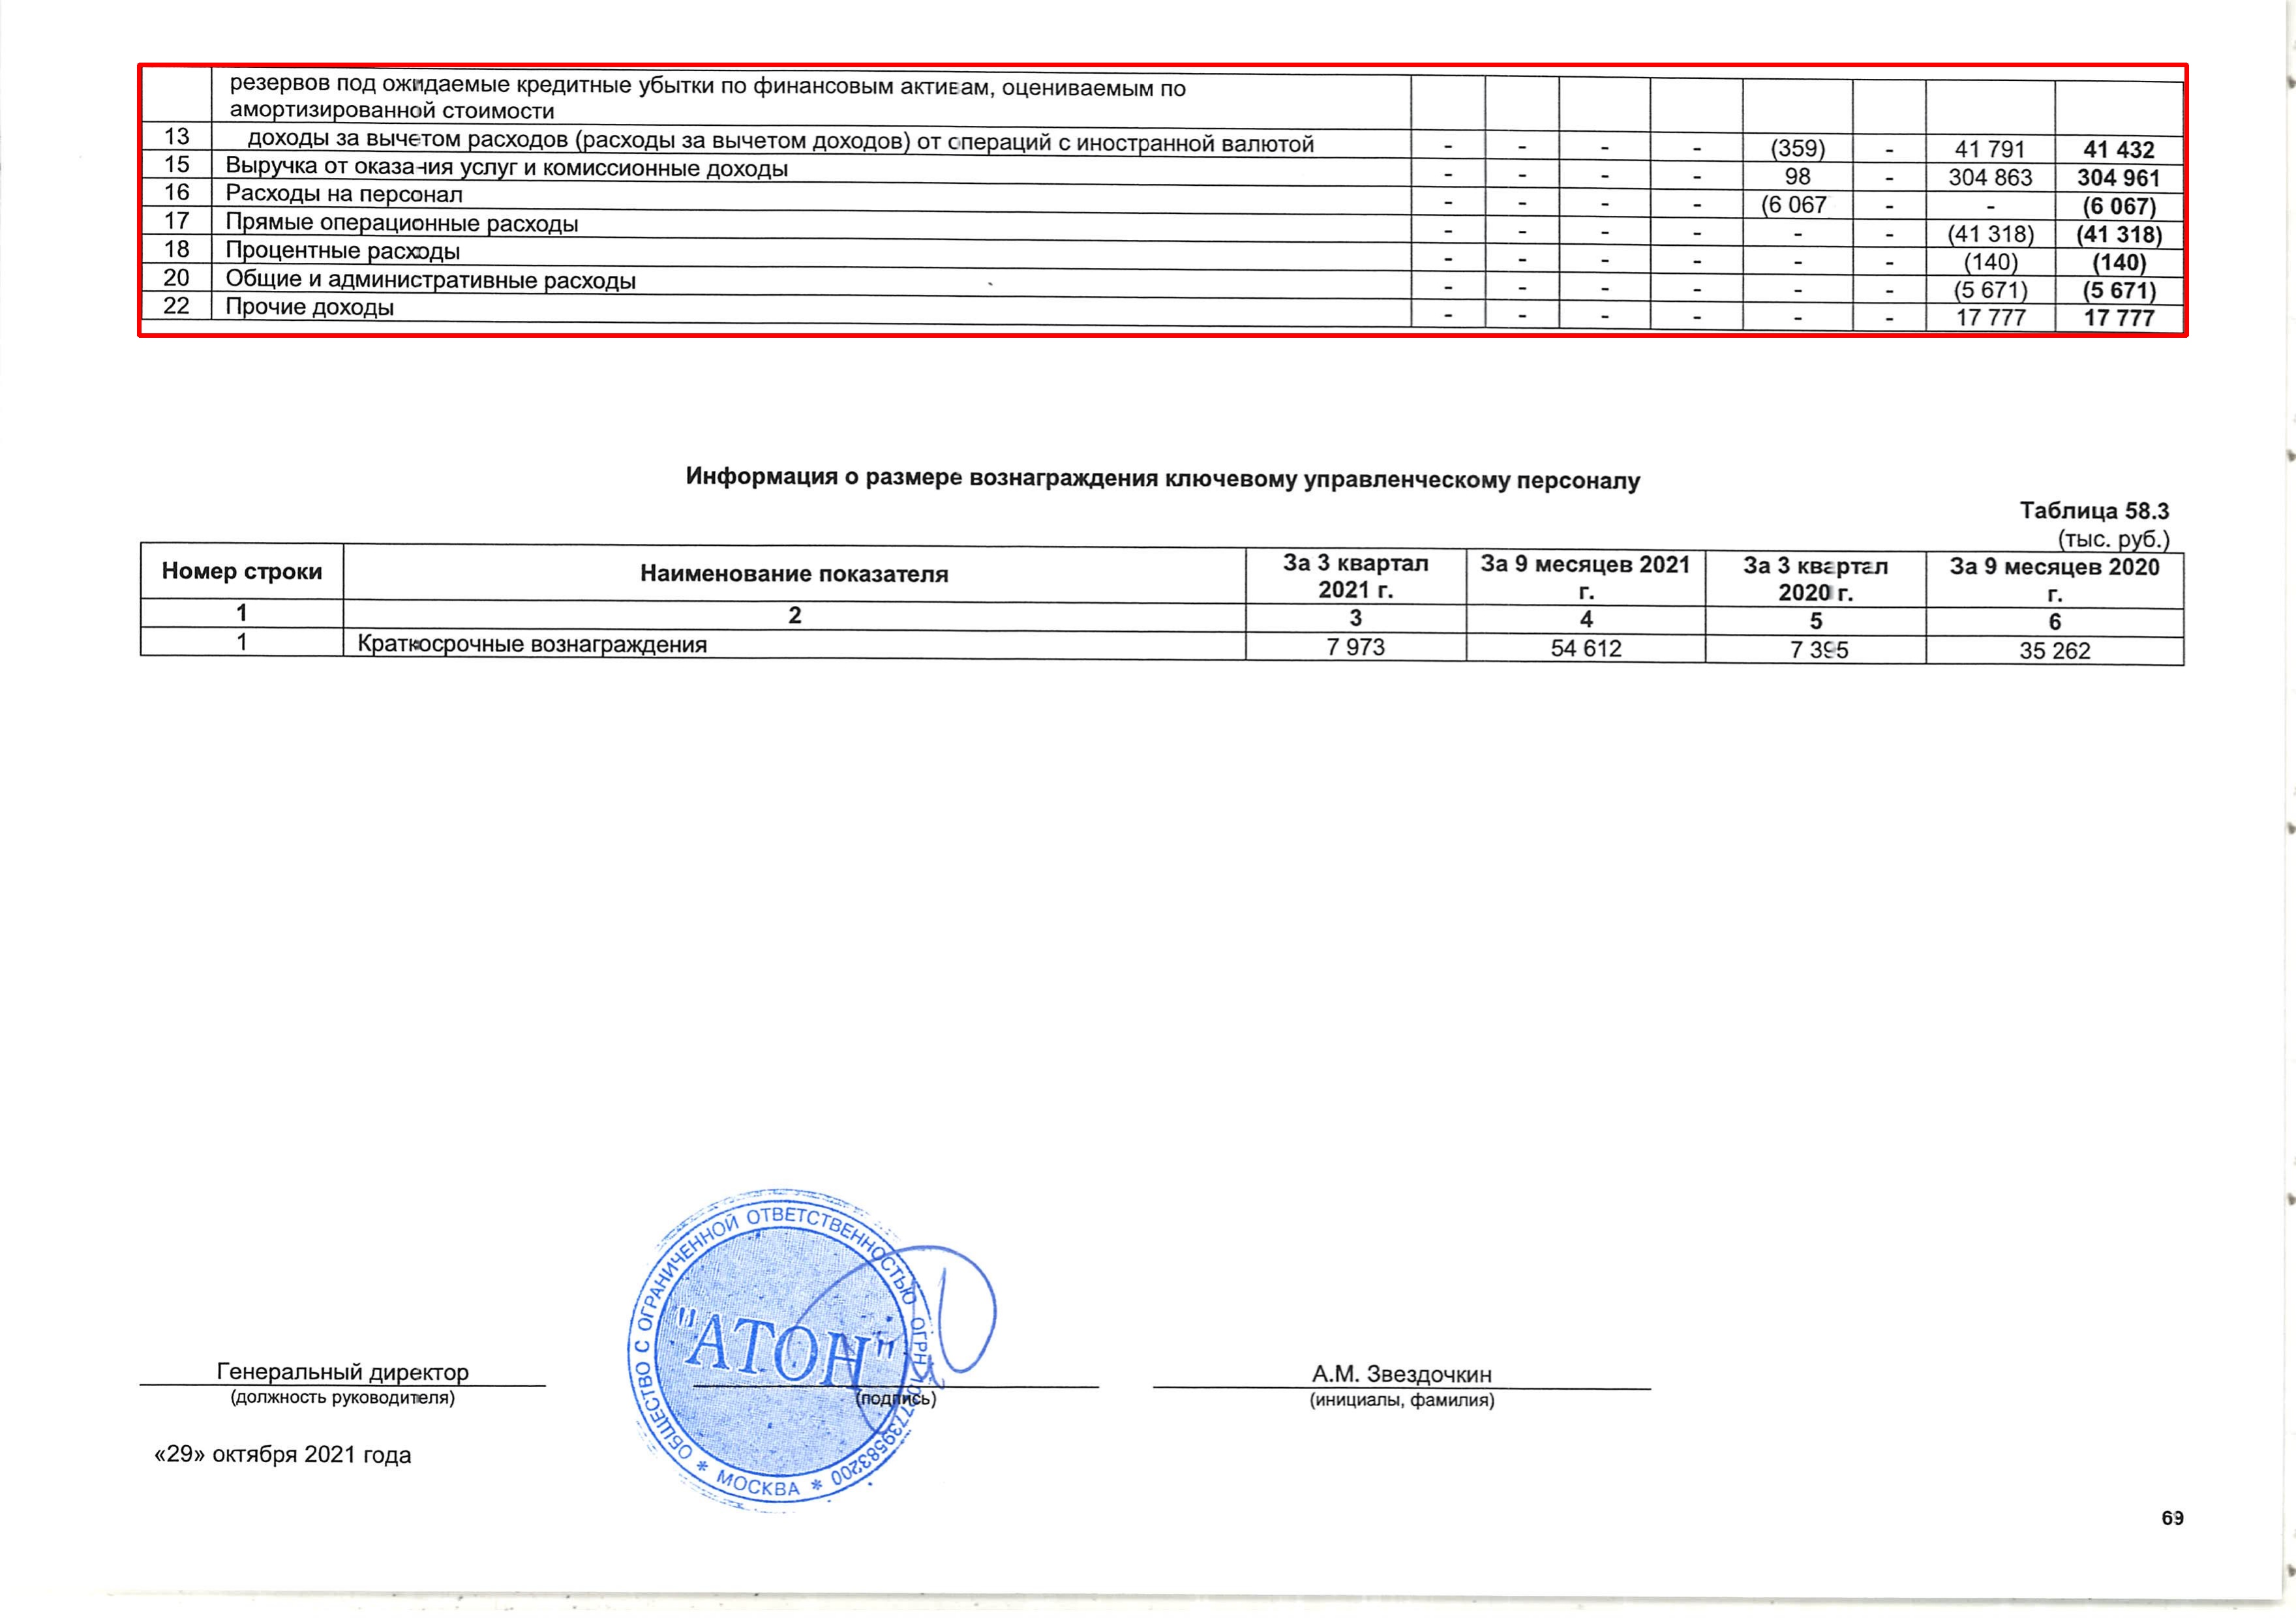 резервов под ожидаемые кредитные убытки по финансовым активам, оцениваемым по
амортизированной стоимости
13 доходы за вычетом расходов (расходы за вычетом доходов) от операций с иностранной валютой - - - - (359) - 41 791 41 432
15 Выручка от оказания услуг и комиссионные доходы - - - - 98 - 304 863 304 961
16 Расходы на персонал - - - - (6 067 - - (6 067)
17 Прямые операционные расходы - - - - - - (41 318) (41 318)
18 Процентные расходы - - - - - - (140) (140)
20 Общие и административные расходы - - - - - - (5 671) (5 671)
22 Прочие доходы - - - - - - 17 777 17 777
Информация о размере вознаграждения ключевому управленческому персоналу
Таблица 58.3
(тыс. руб.)
Номер строки Наименование показателя За 3 квартал 2021 г. За 9 месяцев 2021 г. За 3 квартал 2020 г. За 9 месяцев 2020 г.
1 2 3 4 5 6
1 Краткосрочные вознаграждения 7 973 54 612 7 395 35 262
ОБЩЕСТВО С ОГРАНИЧЕННОЙ ОТВЕТСТВЕННОСТЬЮ
"АТОН"
* МОСКВА *
Генеральный директор А.М. Звездочкин
(должность руководителя) (подпись) (инициалы, фамилия)
«29» октября 2021 года
69